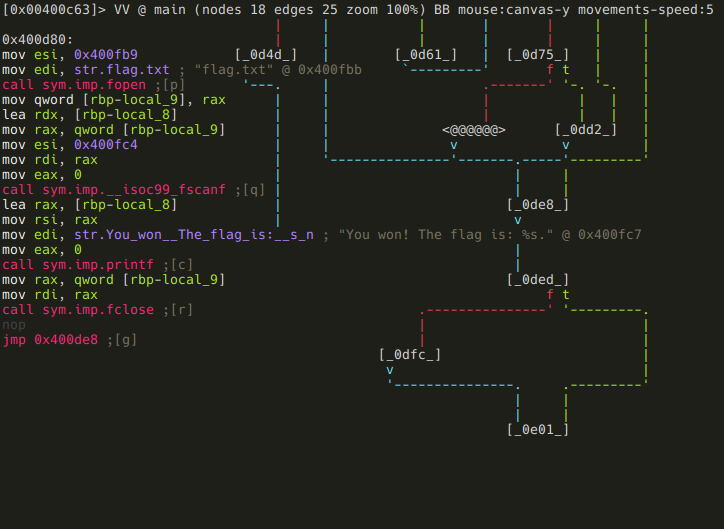 [0x00400c63]> VV @ main (nodes 18 edges 25 zoom 100%) BB mouse:canvas-y movements-speed:5
0x400d80:
mov esi, 0x400fb9 [_0d4d_] [_0d61_] [_0d75_]
mov edi, str.flag.txt ; "flag.txt" @ 0x400fbb f t
call sym.imp.fopen ;[p]
mov qword [rbp-local_9], rax
lea rdx, [rbp-local_8]
mov rax, qword [rbp-local_9] <@@@@@@> [_0dd2_]
mov esi, 0x400fc4 v v
mov rdi, rax
mov eax, 0
call sym.imp.__isoc99_fscanf ;[q]
lea rax, [rbp-local_8] [_0de8_]
mov rsi, rax v
mov edi, str.You_won__The_flag_is:__s_n ; "You won! The flag is: %s." @ 0x400fc7
mov eax, 0
call sym.imp.printf ;[c]
mov rax, qword [rbp-local_9] [_0ded_]
mov rdi, rax f t
call sym.imp.fclose ;[r]
nop
jmp 0x400de8 ;[g]
[_0dfc_]
v
[_0e01_]